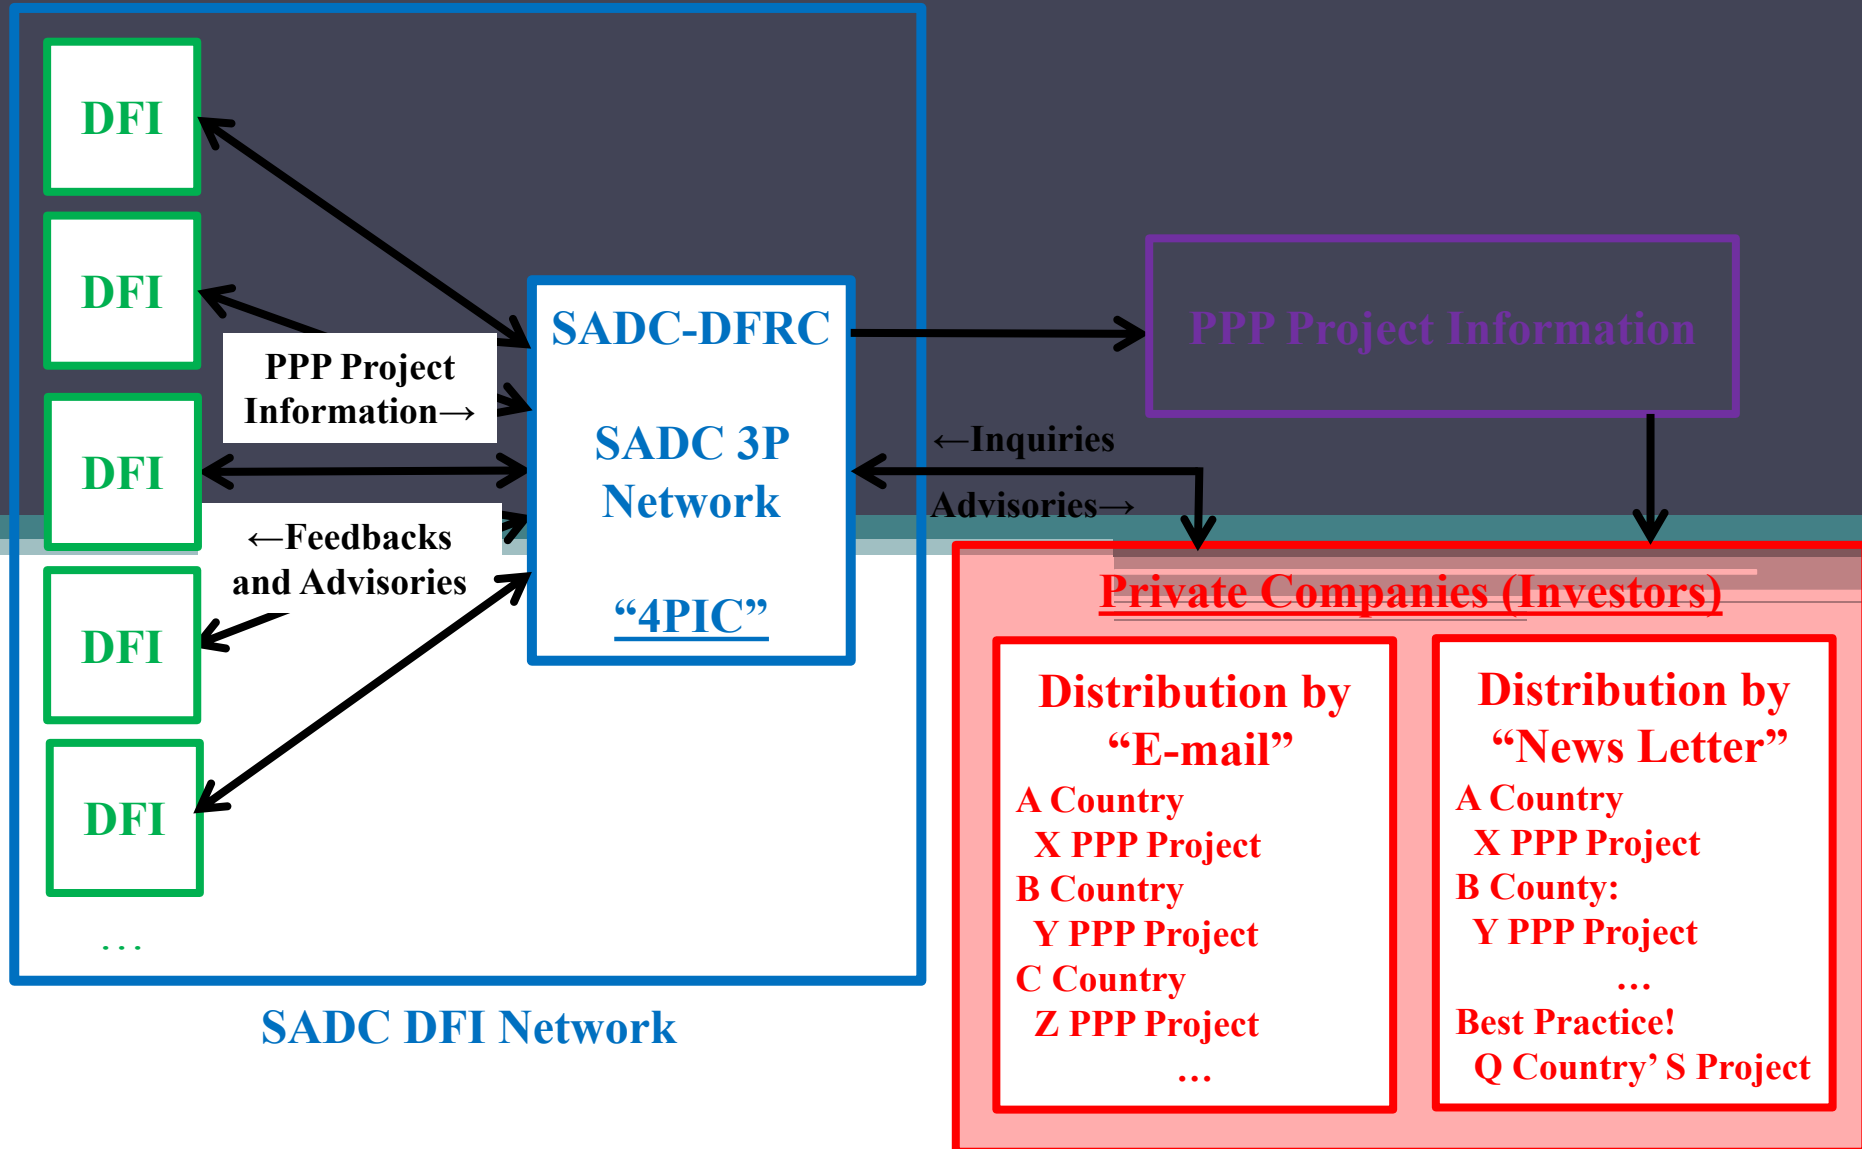 DFI
DFI
DFI
DFI
DFI
...
PPP Project
Information→
←Feedbacks
and Advisories
SADC-DFRC
SADC 3P
Network
“4PIC”
SADC DFI Network
PPP Project Information
←Inquiries
Advisories→
Private Companies (Investors)
Distribution by
“E-mail”
A Country
X PPP Project
B Country
Y PPP Project
C Country
Z PPP Project
...
Distribution by
“News Letter”
A Country
X PPP Project
B County:
Y PPP Project
...
Best Practice!
Q Country’ S Project